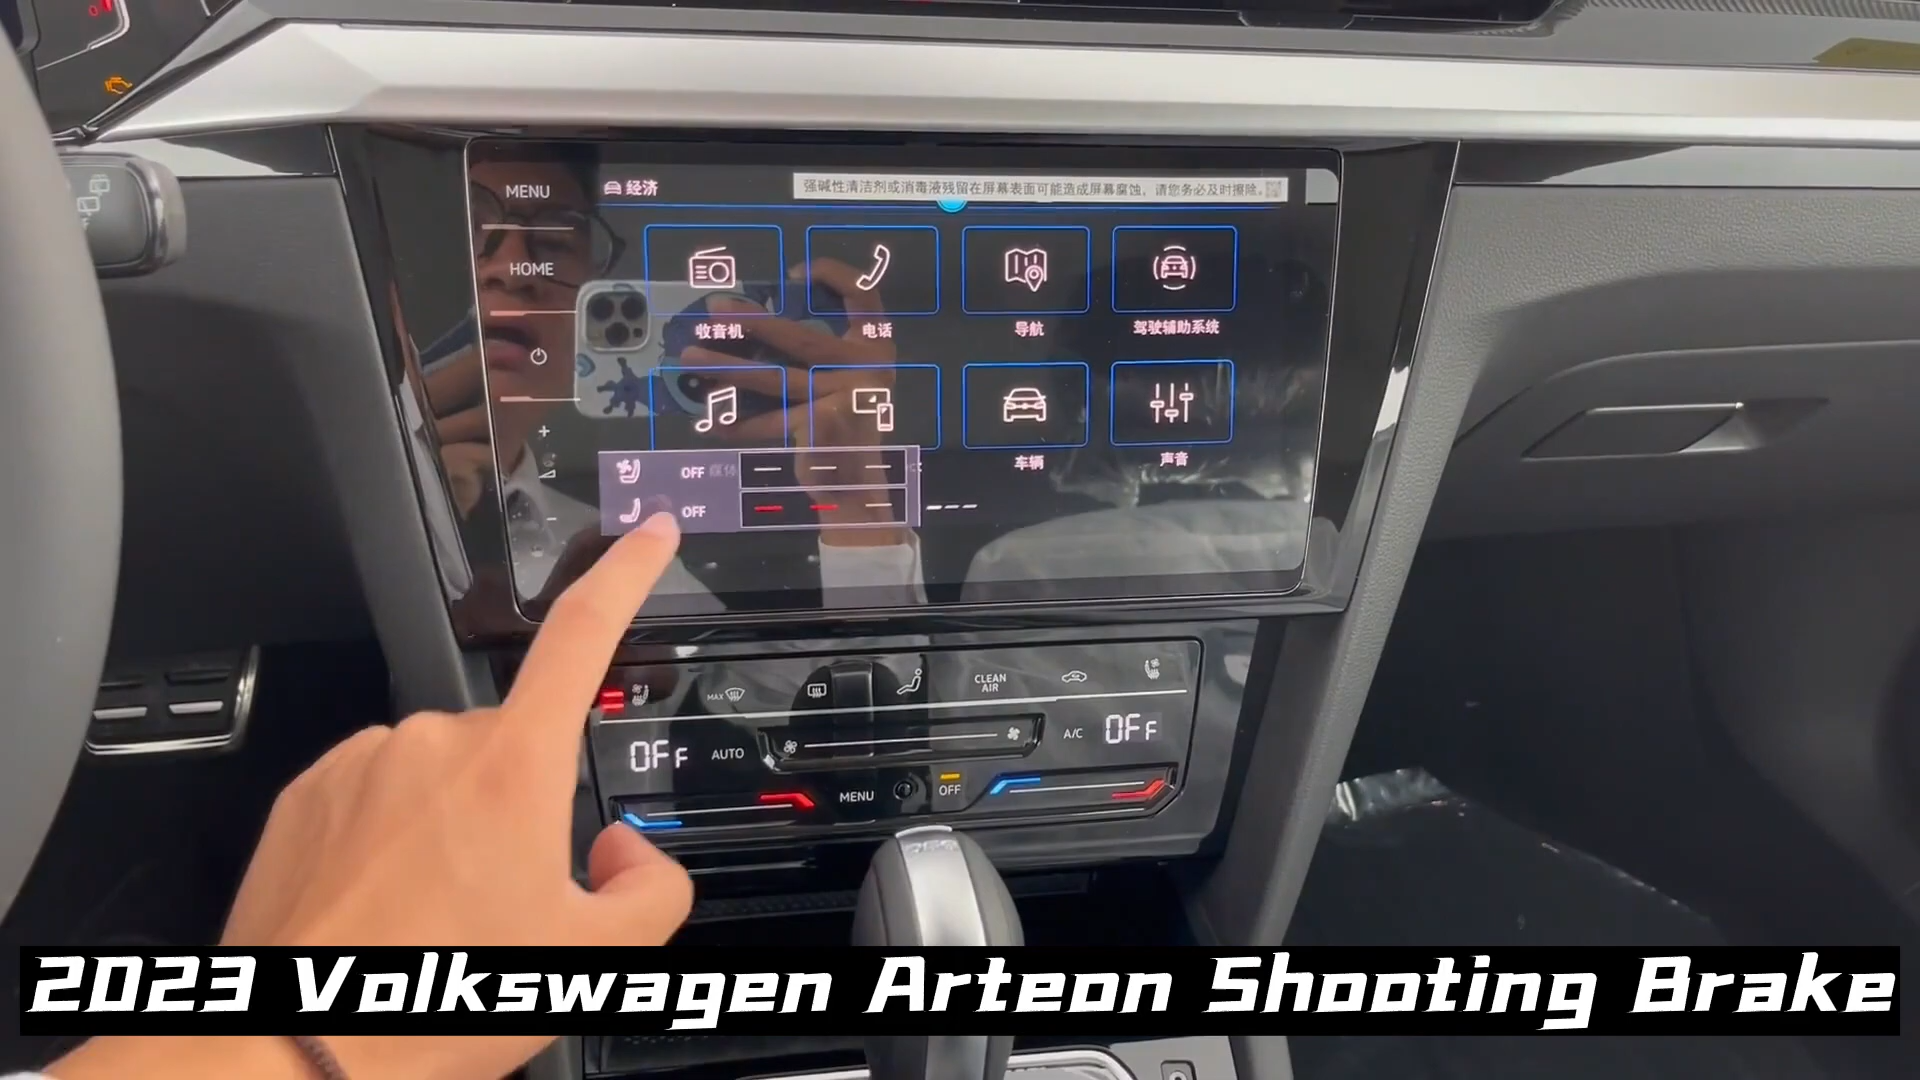 MENU
经济
强碱性清洁剂或消毒液残留在屏幕表面可能造成屏幕腐蚀，请您务必及时擦除。
HOME
收音机
电话
导航
驾驶辅助系统
+
OFF
车辆
声音
OFF
-
MAX
CLEAN
AIR
OFF
AUTO
A/C
OFF
MENU
OFF
2023 Volkswagen Arteon Shooting Brake